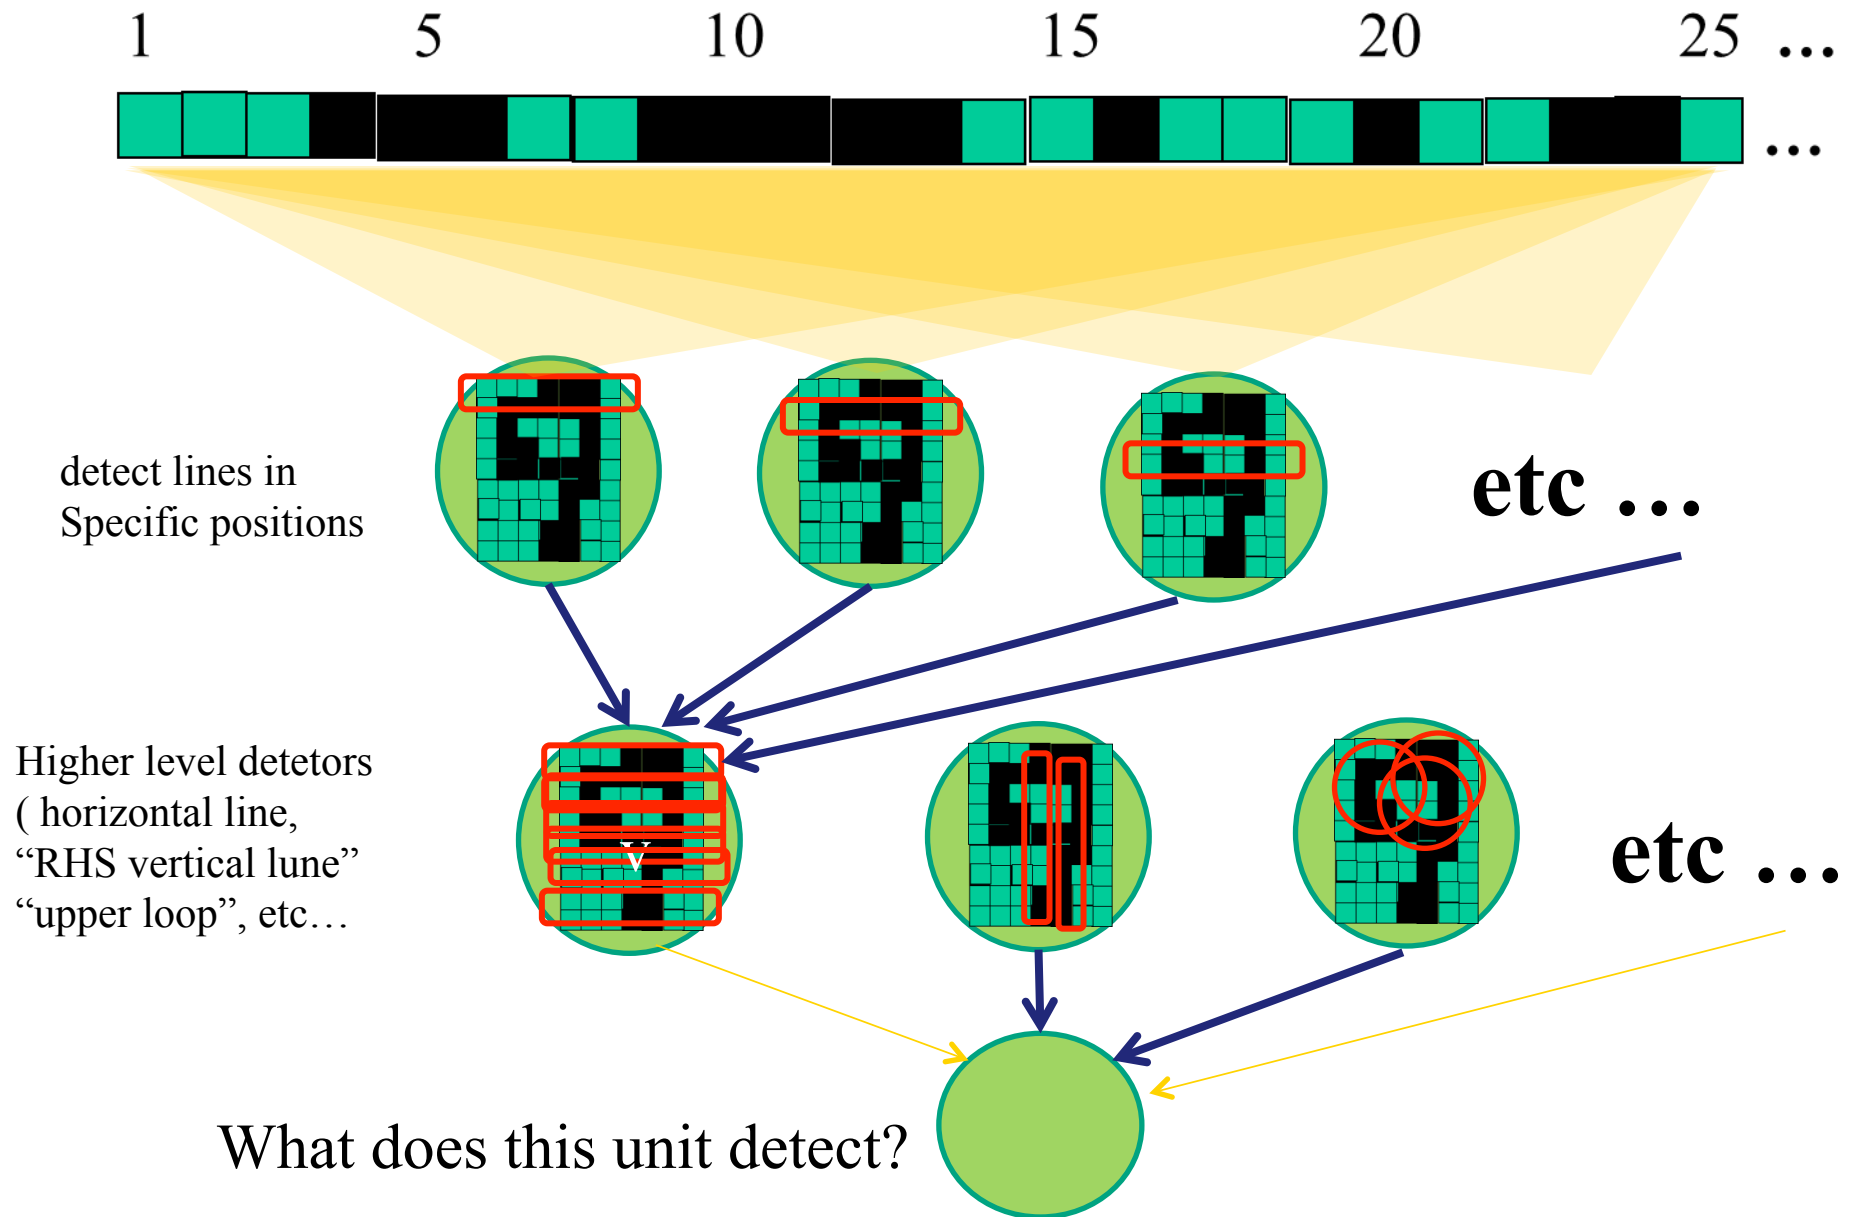 1 5 10 15 20 25 …
...
detect lines in
Specific positions
etc …
Higher level detetors
( horizontal line,
“RHS vertical lune”
“upper loop”, etc…
v
etc …
What does this unit detect?